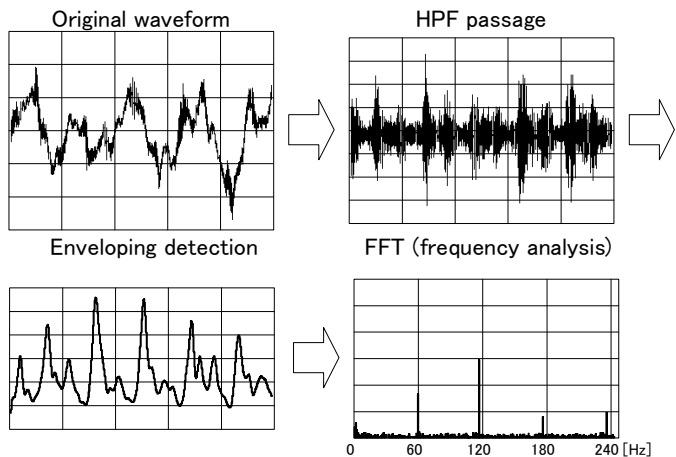 Original waveform
HPF passage
Enveloping detection
FFT (frequency analysis)
0 60 120 180 240 [Hz]